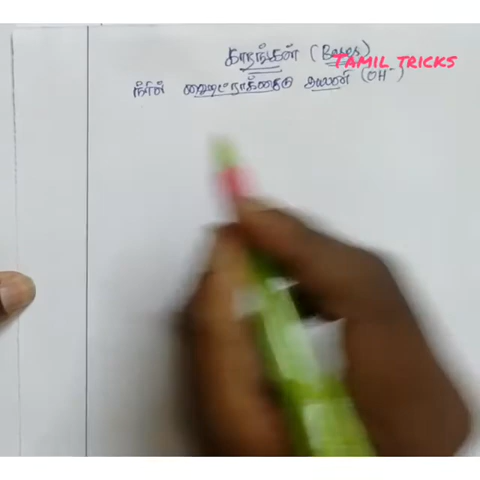 காரங்கள் (Bases)
TAMIL TRICKS
நீரில் ஹைட்ராக்ஸைடு அயனி (OH⁻)